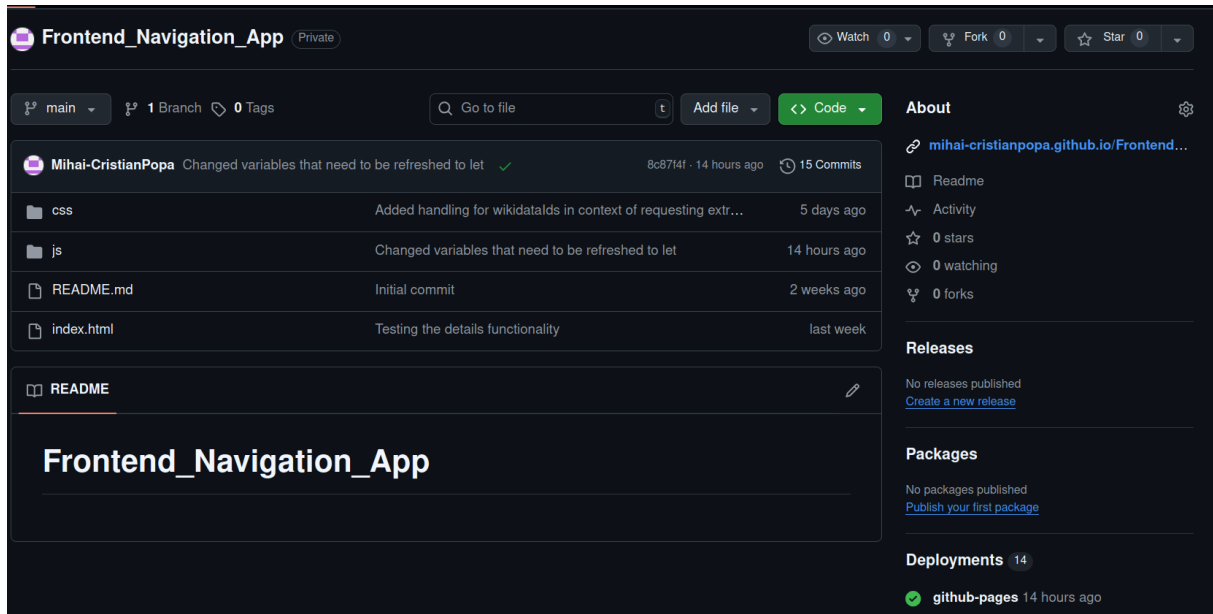 Frontend_Navigation_App Private
Watch 0 Fork 0 Star 0
main 1 Branch 0 Tags Go to file t Add file Code
Mihai-CristianPopa Changed variables that need to be refreshed to let 8c87f4f · 14 hours ago 15 Commits
css Added handling for wikidataIds in context of requesting extr... 5 days ago
js Changed variables that need to be refreshed to let 14 hours ago
README.md Initial commit 2 weeks ago
index.html Testing the details functionality last week
README
Frontend_Navigation_App
About
mihai-cristianpopa.github.io/Frontend...
Readme
Activity
0 stars
0 watching
0 forks
Releases
No releases published
Create a new release
Packages
No packages published
Publish your first package
Deployments 14
github-pages 14 hours ago